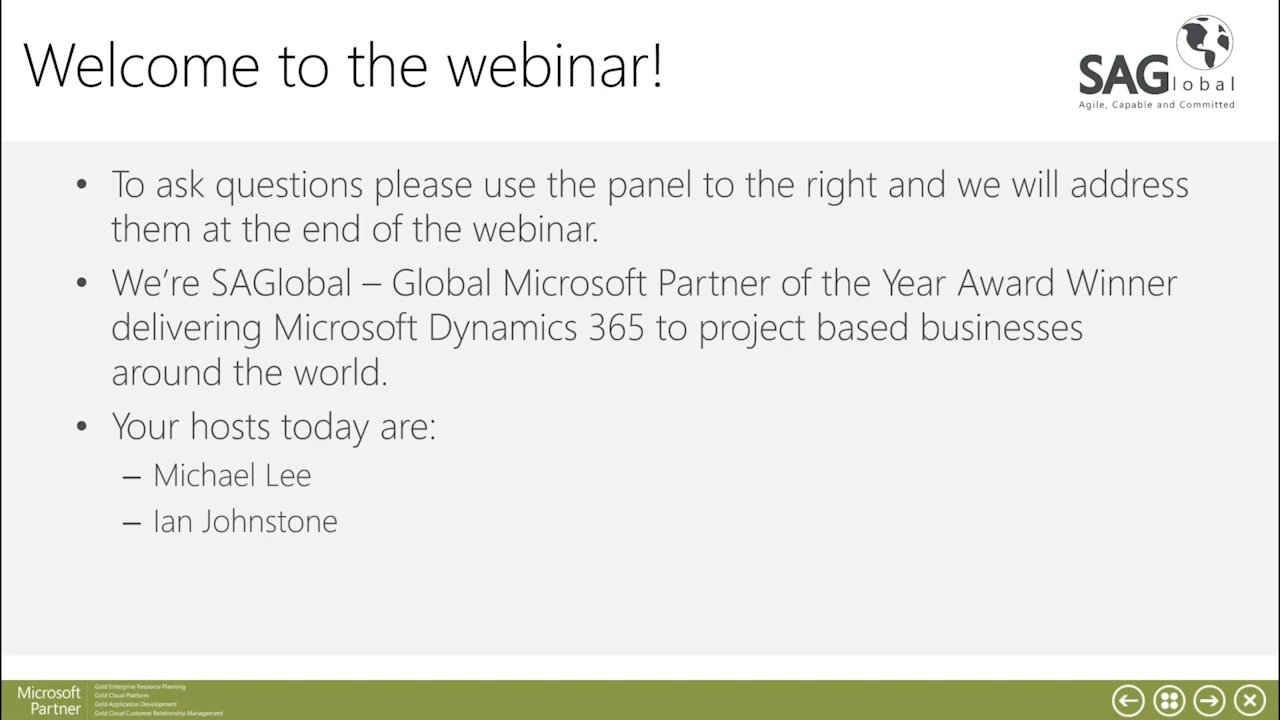 Welcome to the webinar!
SAGlobal
Agile, Capable and Committed
• To ask questions please use the panel to the right and we will address
them at the end of the webinar.
• We’re SAGlobal – Global Microsoft Partner of the Year Award Winner
delivering Microsoft Dynamics 365 to project based businesses
around the world.
• Your hosts today are:
– Michael Lee
– Ian Johnstone
Microsoft
Partner
Gold Enterprise Resource Planning
Gold Cloud Platform
Gold Application Development
Gold Cloud Customer Relationship Management